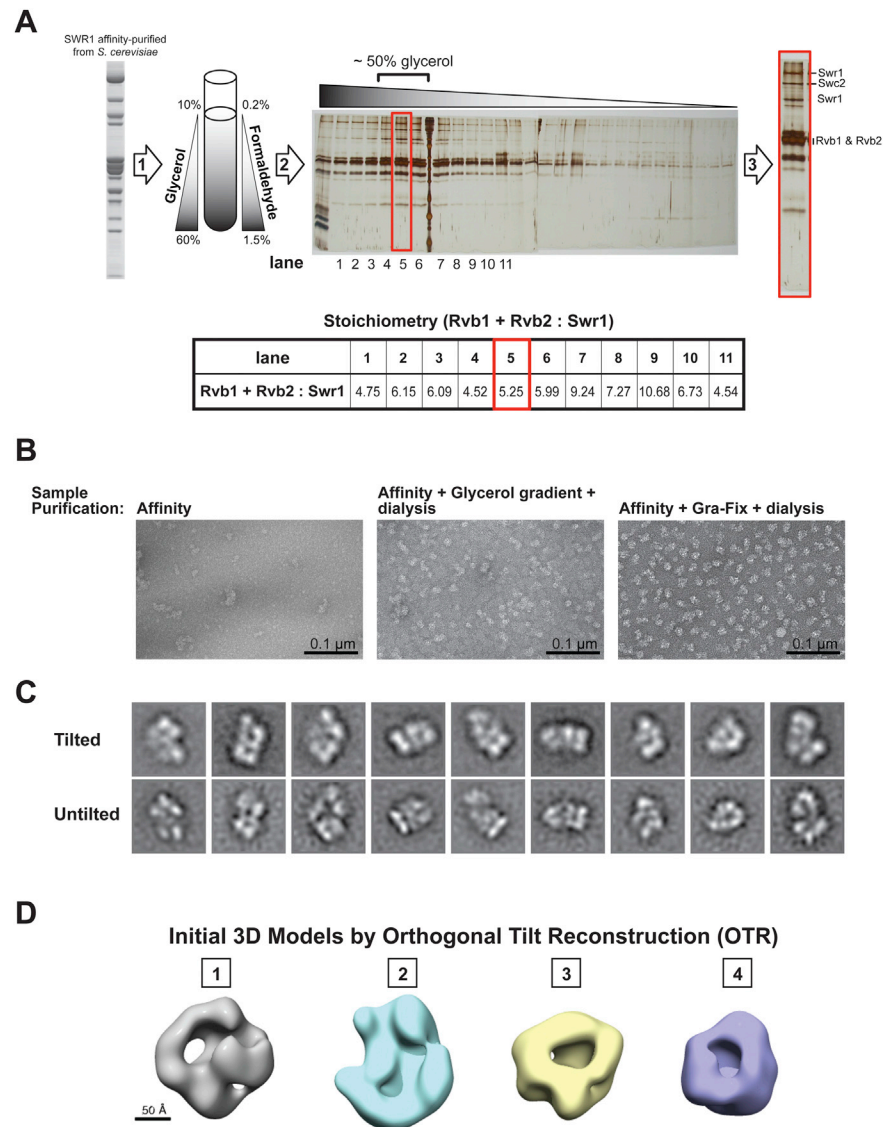 A
SWR1 affinity-purified
from S. cerevisiae
~ 50% glycerol
10%
0.2%
Glycerol
Formaldehyde
60%
1.5%
1
2
3
Swr1
Swc2
Swr1
Rvb1 & Rvb2
lane 1 2 3 4 5 6 7 8 9 10 11
Stoichiometry (Rvb1 + Rvb2 : Swr1)
lane 1 2 3 4 5 6 7 8 9 10 11
Rvb1 + Rvb2 : Swr1 4.75 6.15 6.09 4.52 5.25 5.99 9.24 7.27 10.68 6.73 4.54
B
Sample
Purification:
Affinity
Affinity + Glycerol gradient +
dialysis
Affinity + Gra-Fix + dialysis
0.1 µm
0.1 µm
0.1 µm
C
Tilted
Untilted
D
Initial 3D Models by Orthogonal Tilt Reconstruction (OTR)
1 2 3 4
50 Å